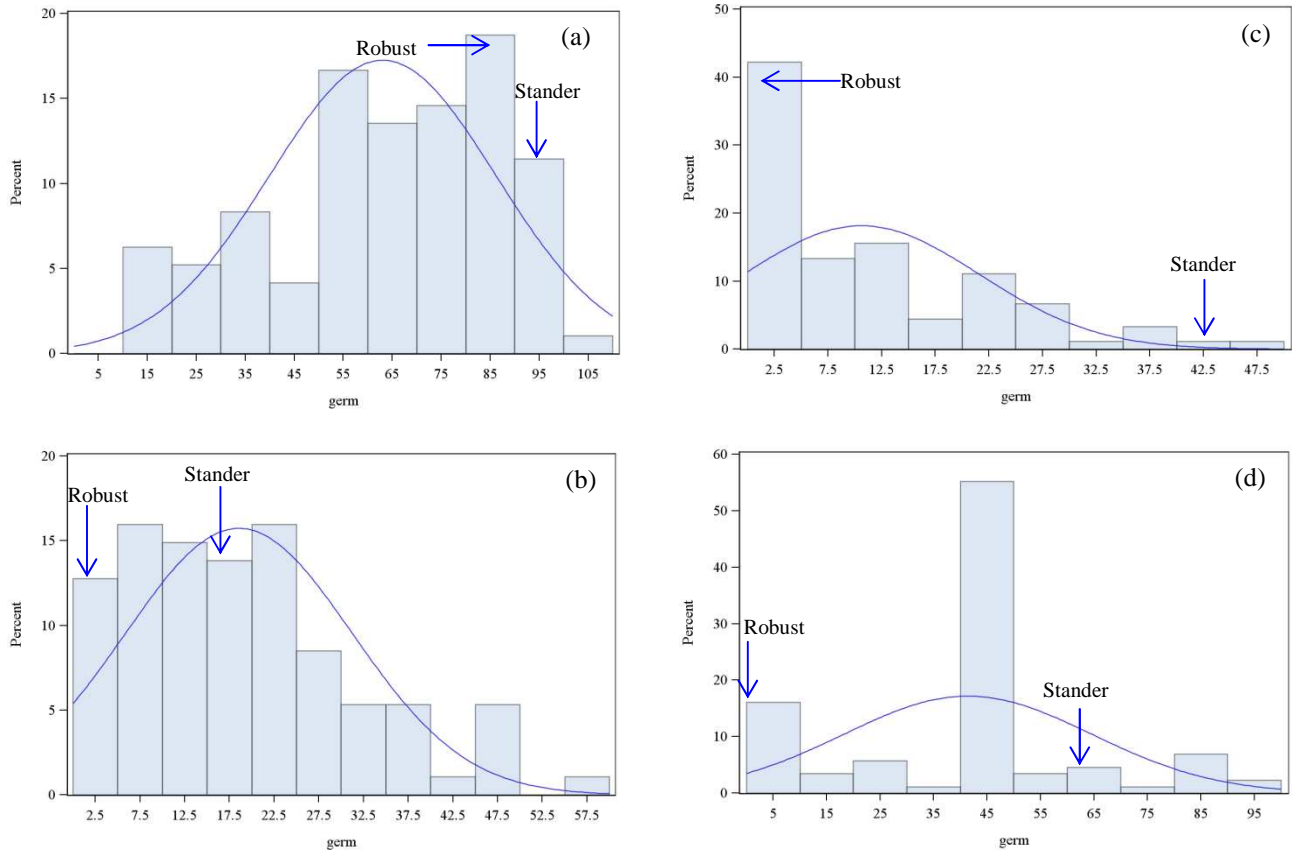 (a)
Robust
Stander
20
15
10
5
0
Percent
5 15 25 35 45 55 65 75 85 95 105
germ
(c)
Robust
Stander
50
40
30
20
10
0
Percent
2.5 7.5 12.5 17.5 22.5 27.5 32.5 37.5 42.5 47.5
germ
(b)
Stander
Robust
20
15
10
5
0
Percent
2.5 7.5 12.5 17.5 22.5 27.5 32.5 37.5 42.5 47.5 52.5 57.5
germ
(d)
Robust
Stander
60
50
40
30
20
10
0
Percent
5 15 25 35 45 55 65 75 85 95
germ